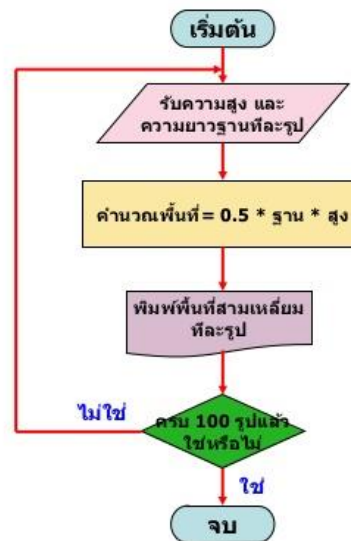 เริ่มต้น
รับความสูง และ
ความยาวฐานทีละรูป
คำนวณพื้นที่ = 0.5 * ฐาน * สูง
พิมพ์พื้นที่สามเหลี่ยม
ทีละรูป
ครบ 100 รูปแล้ว
ใช่หรือไม่
ไม่ใช่
ใช่
จบ